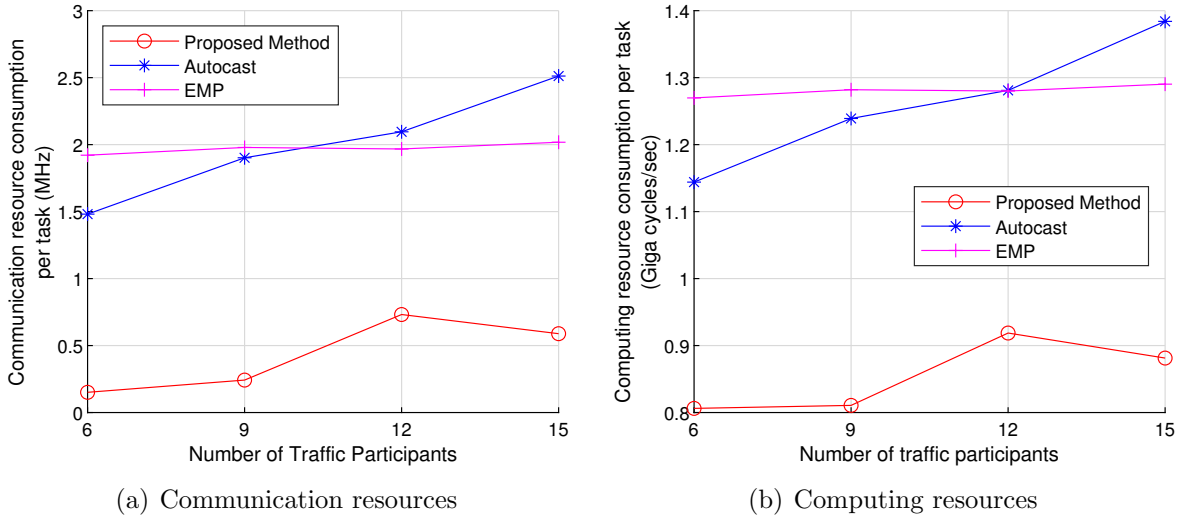 3
2.5
2
1.5
1
0.5
0
Communication resource consumption
per task (MHz)
Proposed Method
Autocast
EMP
6
9
12
15
Number of Traffic Participants
(a) Communication resources
1.4
1.3
1.2
1.1
1
0.9
0.8
Computing resource consumption per task
(Giga cycles/sec)
Proposed Method
Autocast
EMP
6
9
12
15
Number of traffic participants
(b) Computing resources